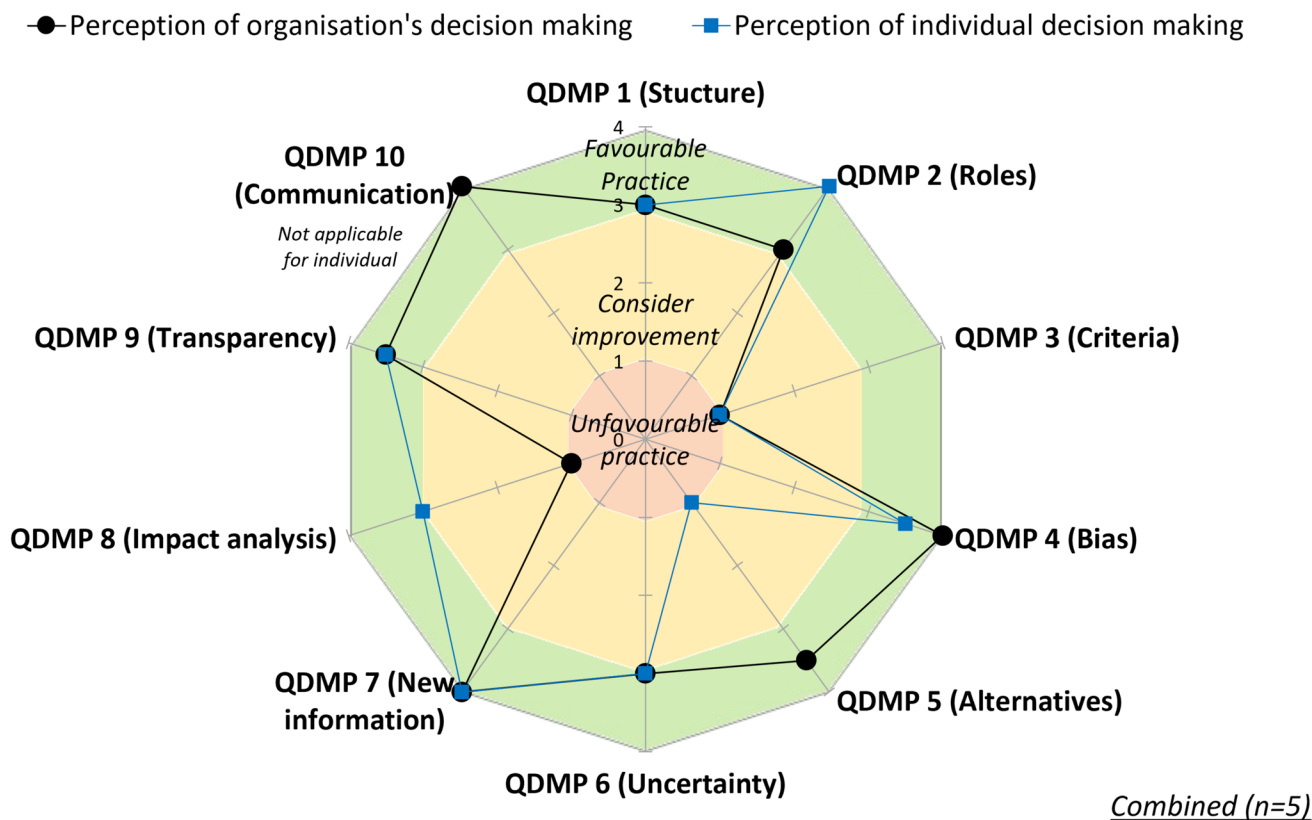 Perception of organisation's decision making
Perception of individual decision making
QDMP 1 (Stucture)
4
Favourable
Practice
3
QDMP 10
(Communication)
Not applicable
for individual
QDMP 2 (Roles)
2
Consider
improvement
QDMP 9 (Transparency)
QDMP 3 (Criteria)
1
Unfavourable
0
practice
QDMP 8 (Impact analysis)
QDMP 4 (Bias)
QDMP 7 (New
information)
QDMP 5 (Alternatives)
QDMP 6 (Uncertainty)
Combined (n=5)